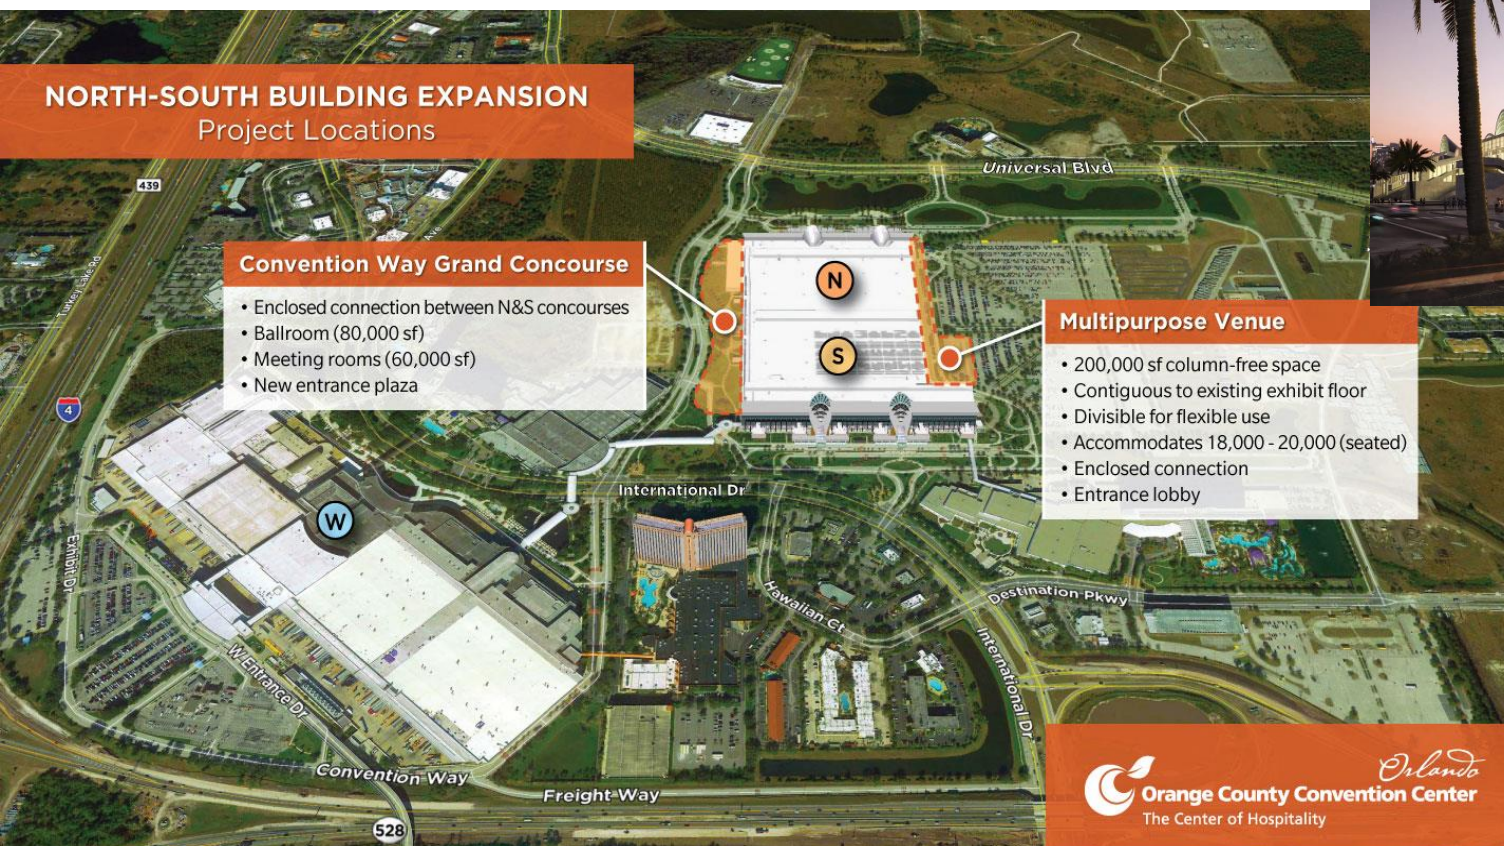 NORTH-SOUTH BUILDING EXPANSION
Project Locations
439
Universal Blvd
Ave
Turkey Lake Rd
Convention Way Grand Concourse
• Enclosed connection between N&S concourses
• Ballroom (80,000 sf)
• Meeting rooms (60,000 sf)
• New entrance plaza
N
S
Multipurpose Venue
• 200,000 sf column-free space
• Contiguous to existing exhibit floor
• Divisible for flexible use
• Accommodates 18,000 - 20,000 (seated)
• Enclosed connection
• Entrance lobby
4
International Dr
W
Exhibit Dr
Hawaiian Ct
Destination Pkwy
W Entrance Dr
International Dr
Convention Way
Freight Way
528
Orlando
Orange County Convention Center
The Center of Hospitality